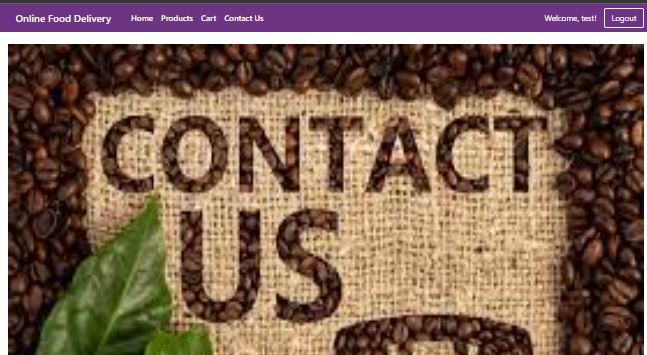 Online Food Delivery Home Products Cart Contact Us Welcome, test! Logout
CONTACT
US